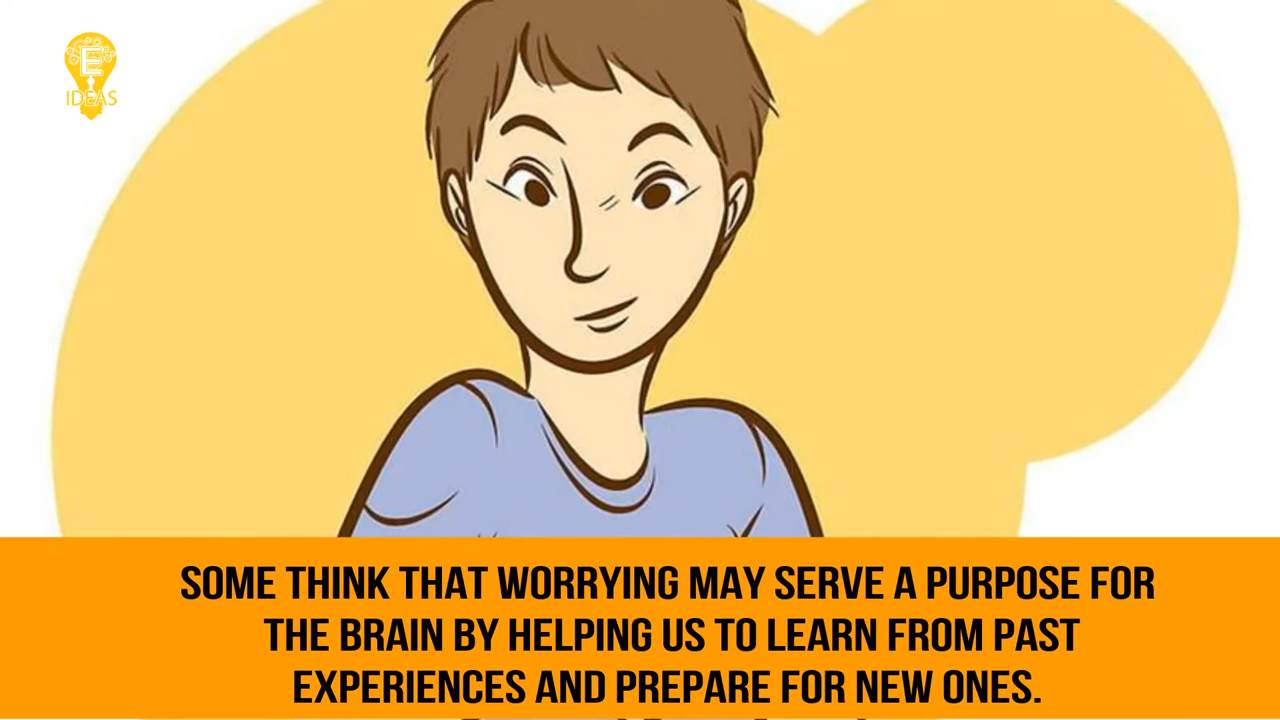 E
IDEAS
SOME THINK THAT WORRYING MAY SERVE A PURPOSE FOR
THE BRAIN BY HELPING US TO LEARN FROM PAST
EXPERIENCES AND PREPARE FOR NEW ONES.